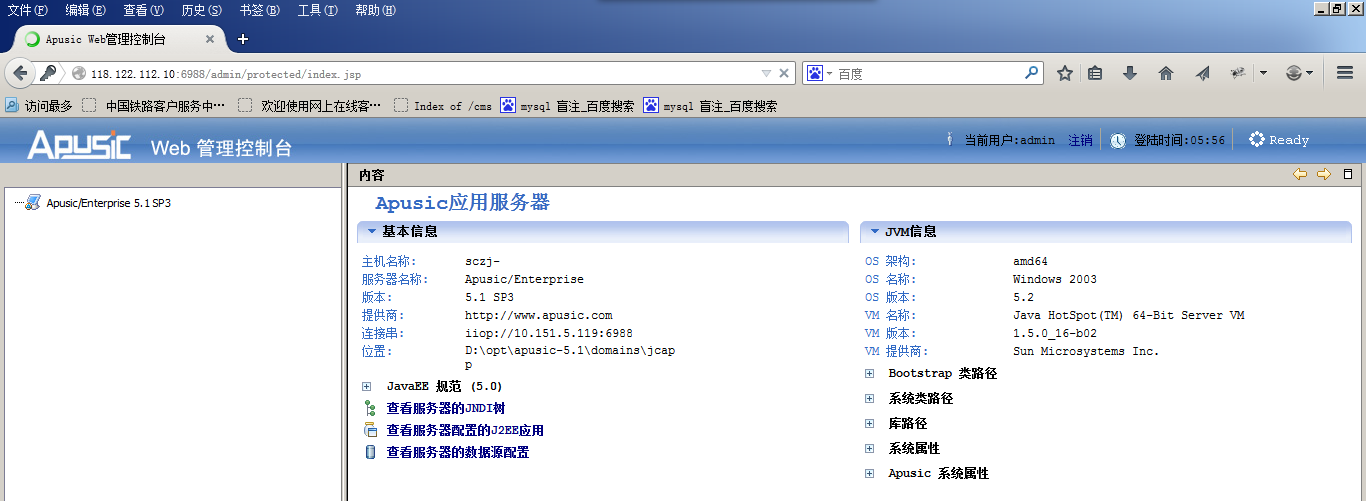 文件(F) 编辑(E) 查看(V) 历史(S) 书签(B) 工具(T) 帮助(H)
Apusic Web管理控制台
118.122.112.10:6988/admin/protected/index.jsp
百度
访问最多 中国铁路客户服务中… 欢迎使用网上在线客… Index of /cms mysql 盲注_百度搜索 mysql 盲注_百度搜索
APUSIC Web 管理控制台
当前用户:admin 注销 登陆时间:05:56 Ready
内容
Apusic/Enterprise 5.1 SP3
Apusic应用服务器
基本信息
主机名称: sczj-
服务器名称: Apusic/Enterprise
版本: 5.1 SP3
提供商: http://www.apusic.com
连接串: iiop://10.151.5.119:6988
位置: D:\opt\apusic-5.1\domains\jcap
p
JavaEE 规范 (5.0)
查看服务器的JNDI树
查看服务器配置的J2EE应用
查看服务器的数据源配置
JVM信息
OS 架构: amd64
OS 名称: Windows 2003
OS 版本: 5.2
VM 名称: Java HotSpot(TM) 64-Bit Server VM
VM 版本: 1.5.0_16-b02
VM 提供商: Sun Microsystems Inc.
Bootstrap 类路径
系统类路径
库路径
系统属性
Apusic 系统属性